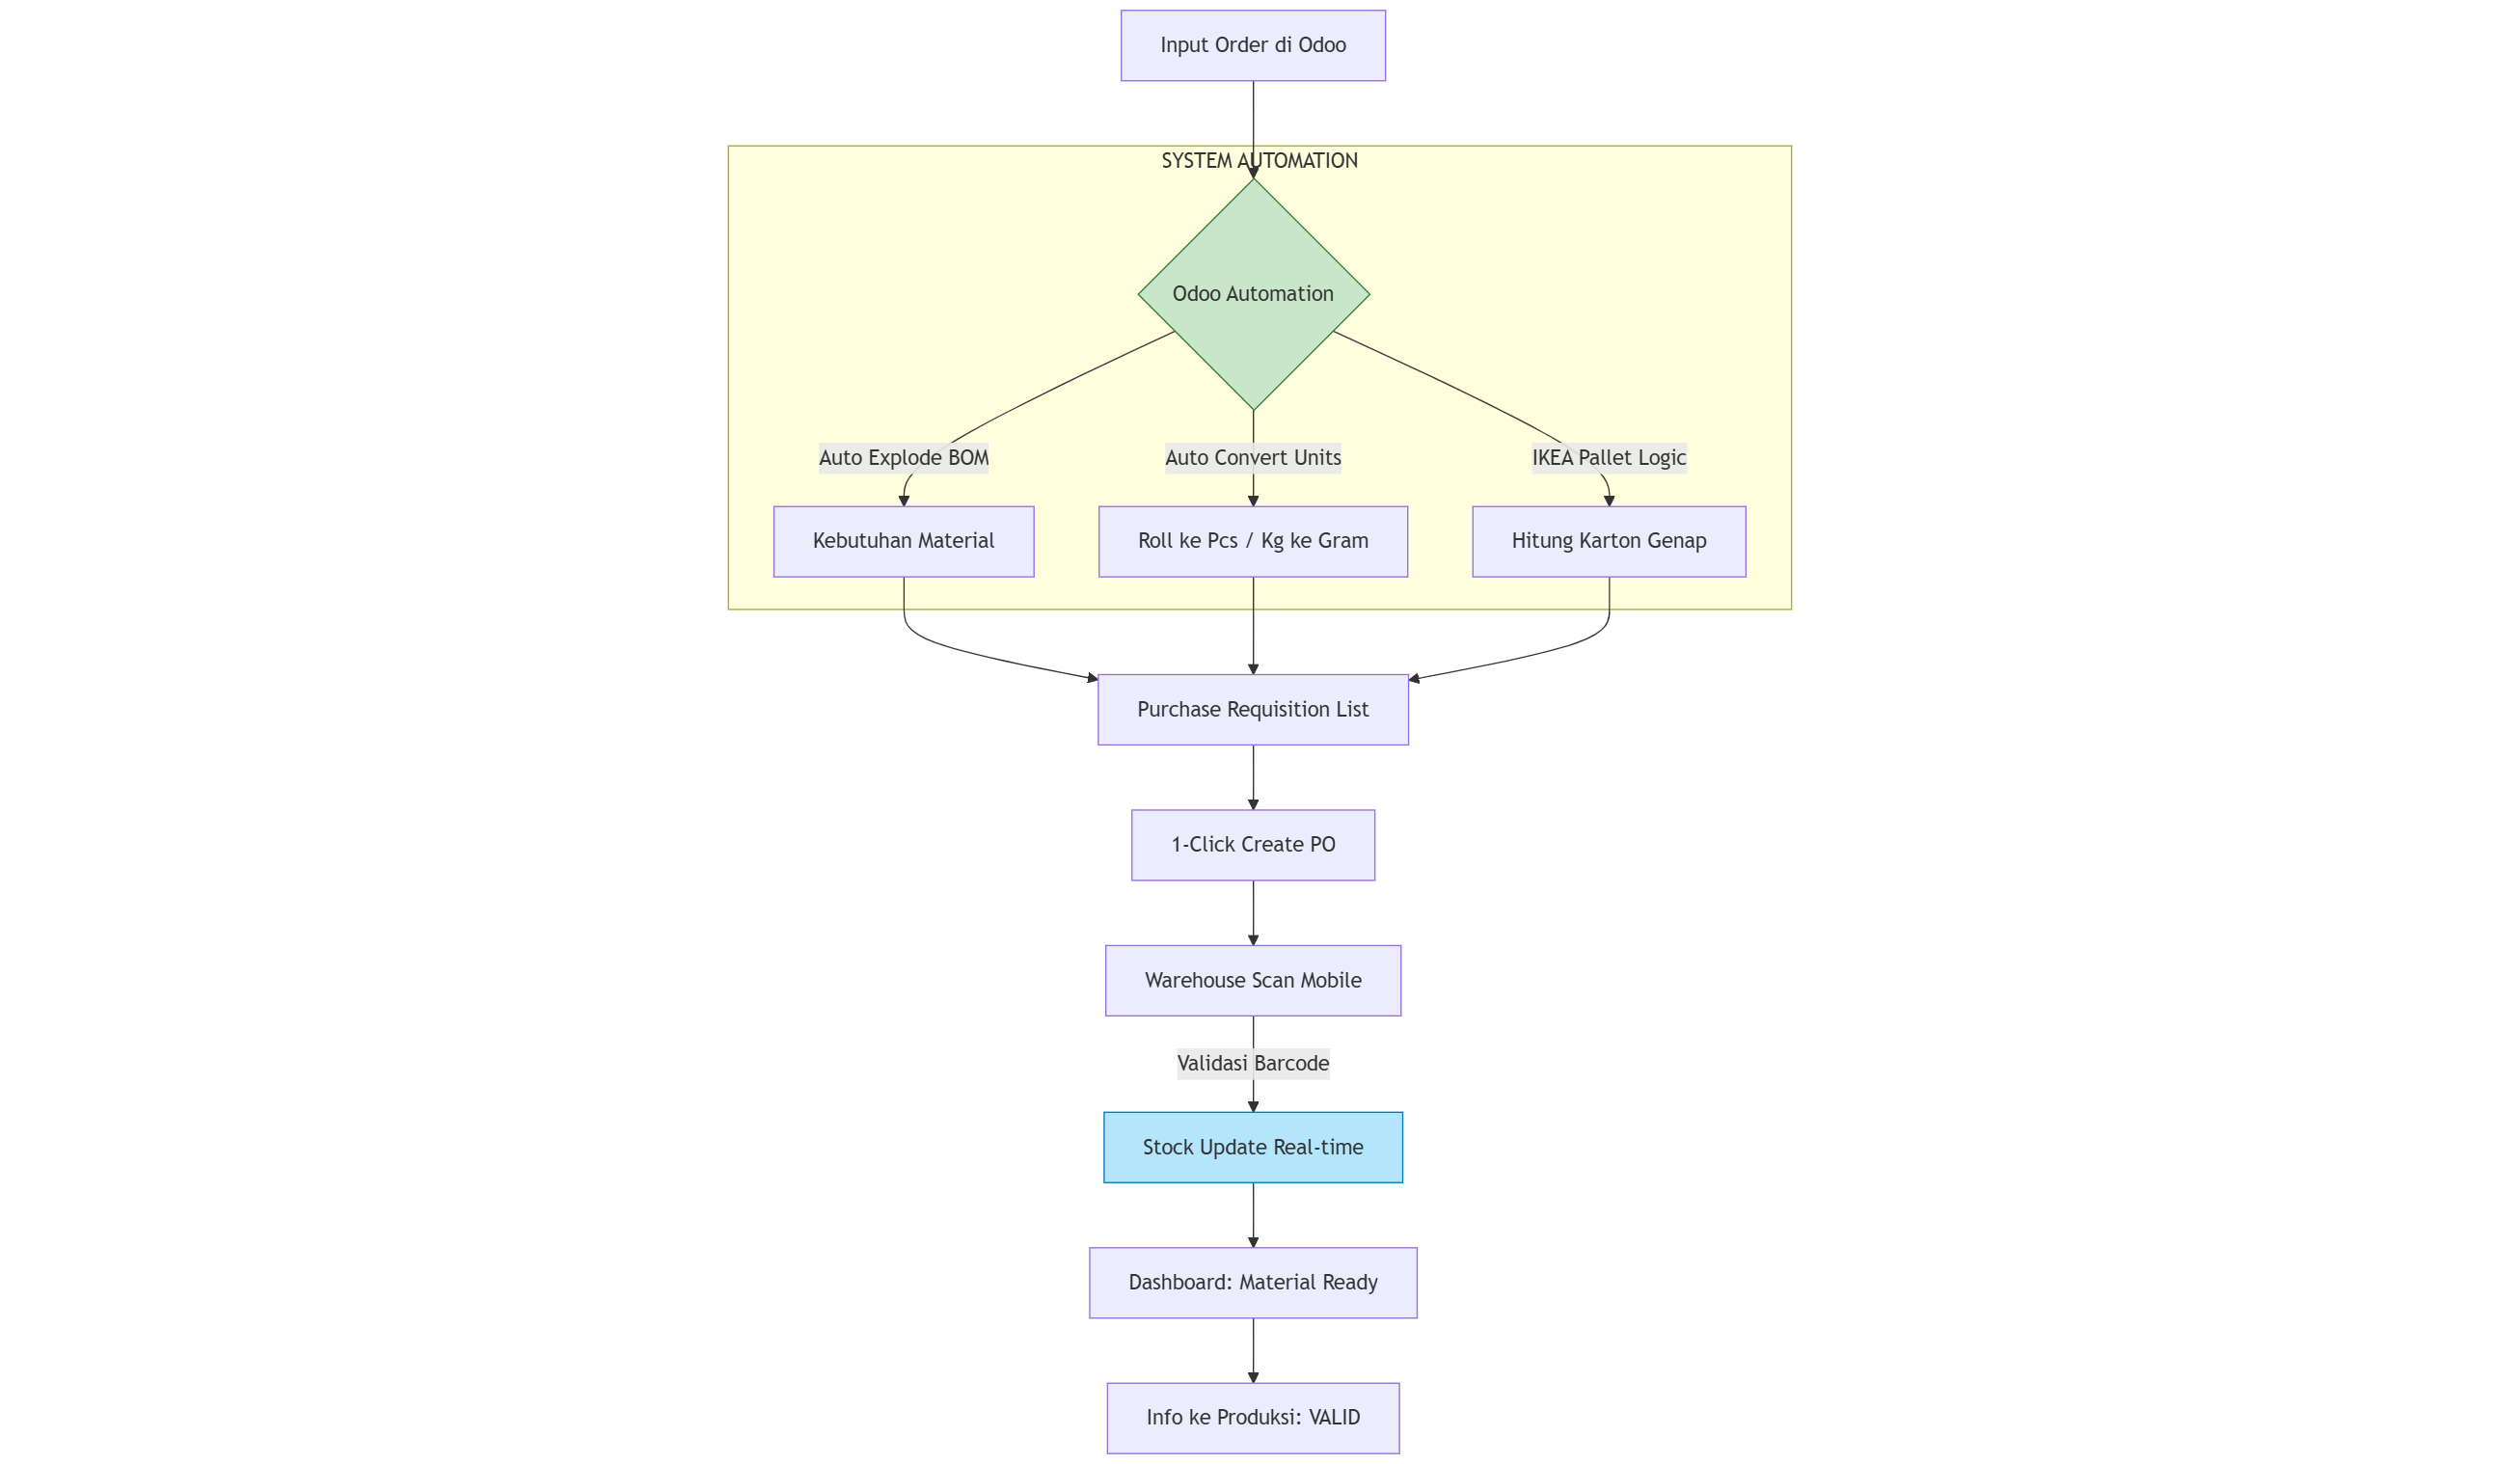 Input Order di Odoo
SYSTEM AUTOMATION
Odoo Automation
Auto Explode BOM
Auto Convert Units
IKEA Pallet Logic
Kebutuhan Material
Roll ke Pcs / Kg ke Gram
Hitung Karton Genap
Purchase Requisition List
1-Click Create PO
Warehouse Scan Mobile
Validasi Barcode
Stock Update Real-time
Dashboard: Material Ready
Info ke Produksi: VALID